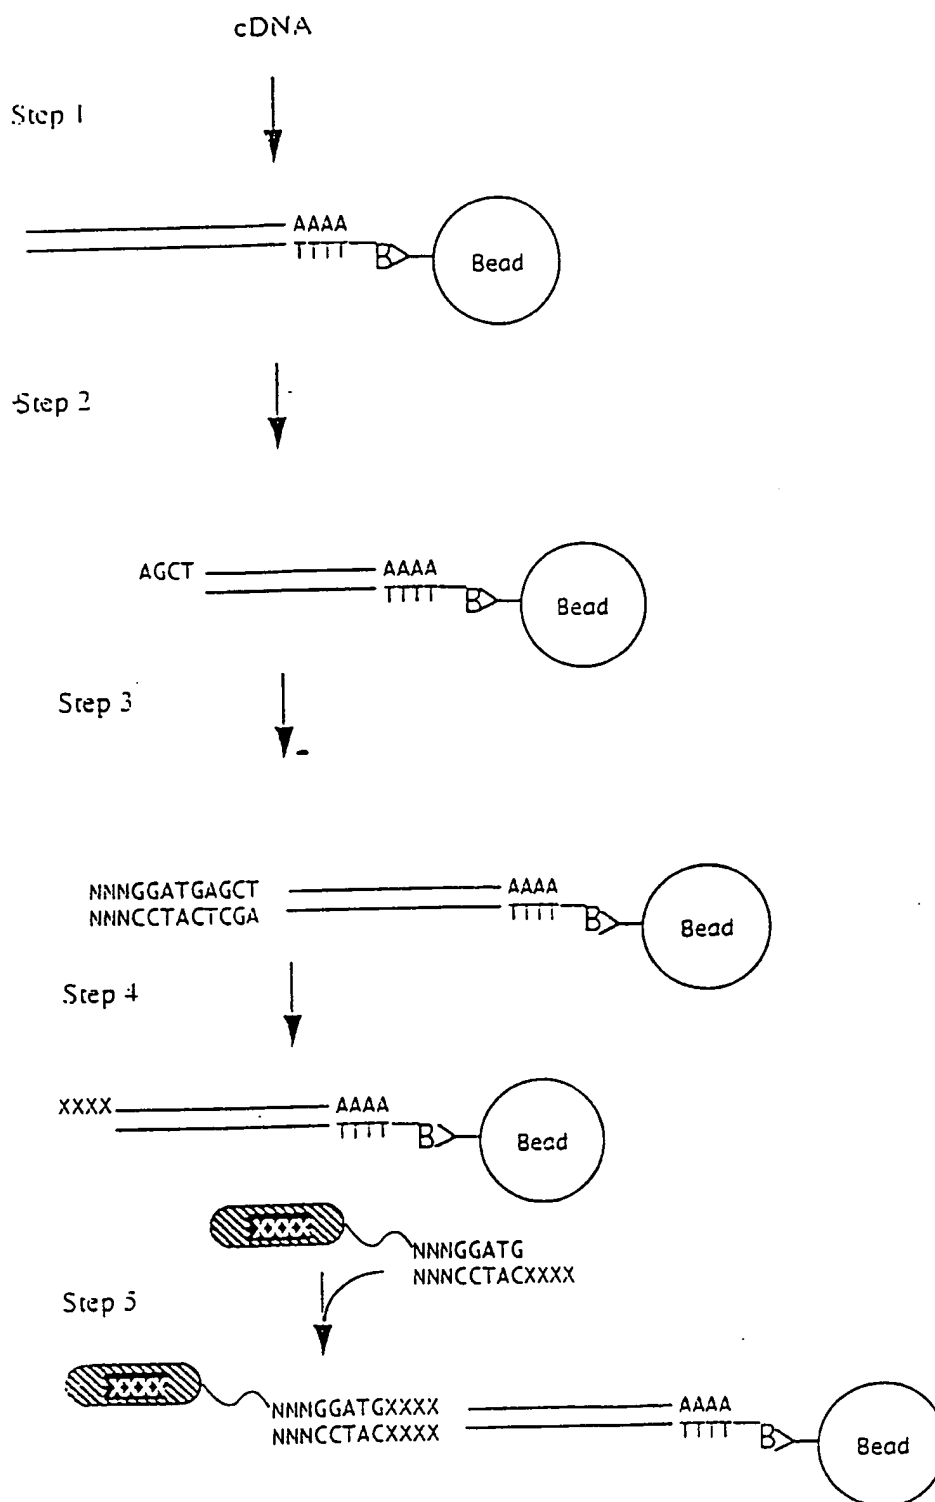 cDNA
Step 1
AAAA
TTTT
B
Bead
Step 2
AGCT
AAAA
TTTT
B
Bead
Step 3
NNNGGATGAGCT
AAAA
NNNCCTACTCGA
TTTT
B
Bead
Step 4
XXXX
AAAA
TTTT
B
Bead
XXXX
NNNGGATG
NNNCCTACXXXX
Step 5
XXXX
NNNGGATGXXXX
AAAA
NNNCCTACXXXX
TTTT
B
Bead